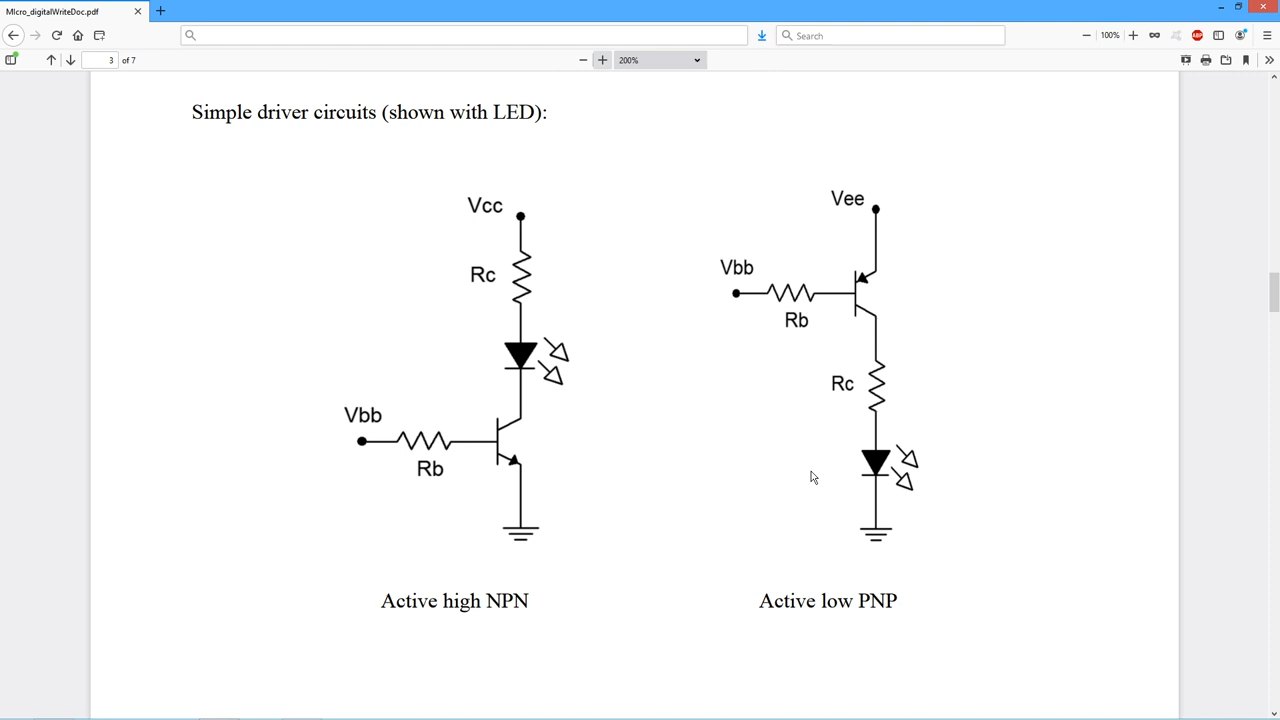 MIcro_digitalWriteDoc.pdf
Search
100%
ABP
3 of 7
200%
Simple driver circuits (shown with LED):
Vcc
Rc
Vbb
Rb
Vee
Vbb
Rb
Rc
Active high NPN
Active low PNP